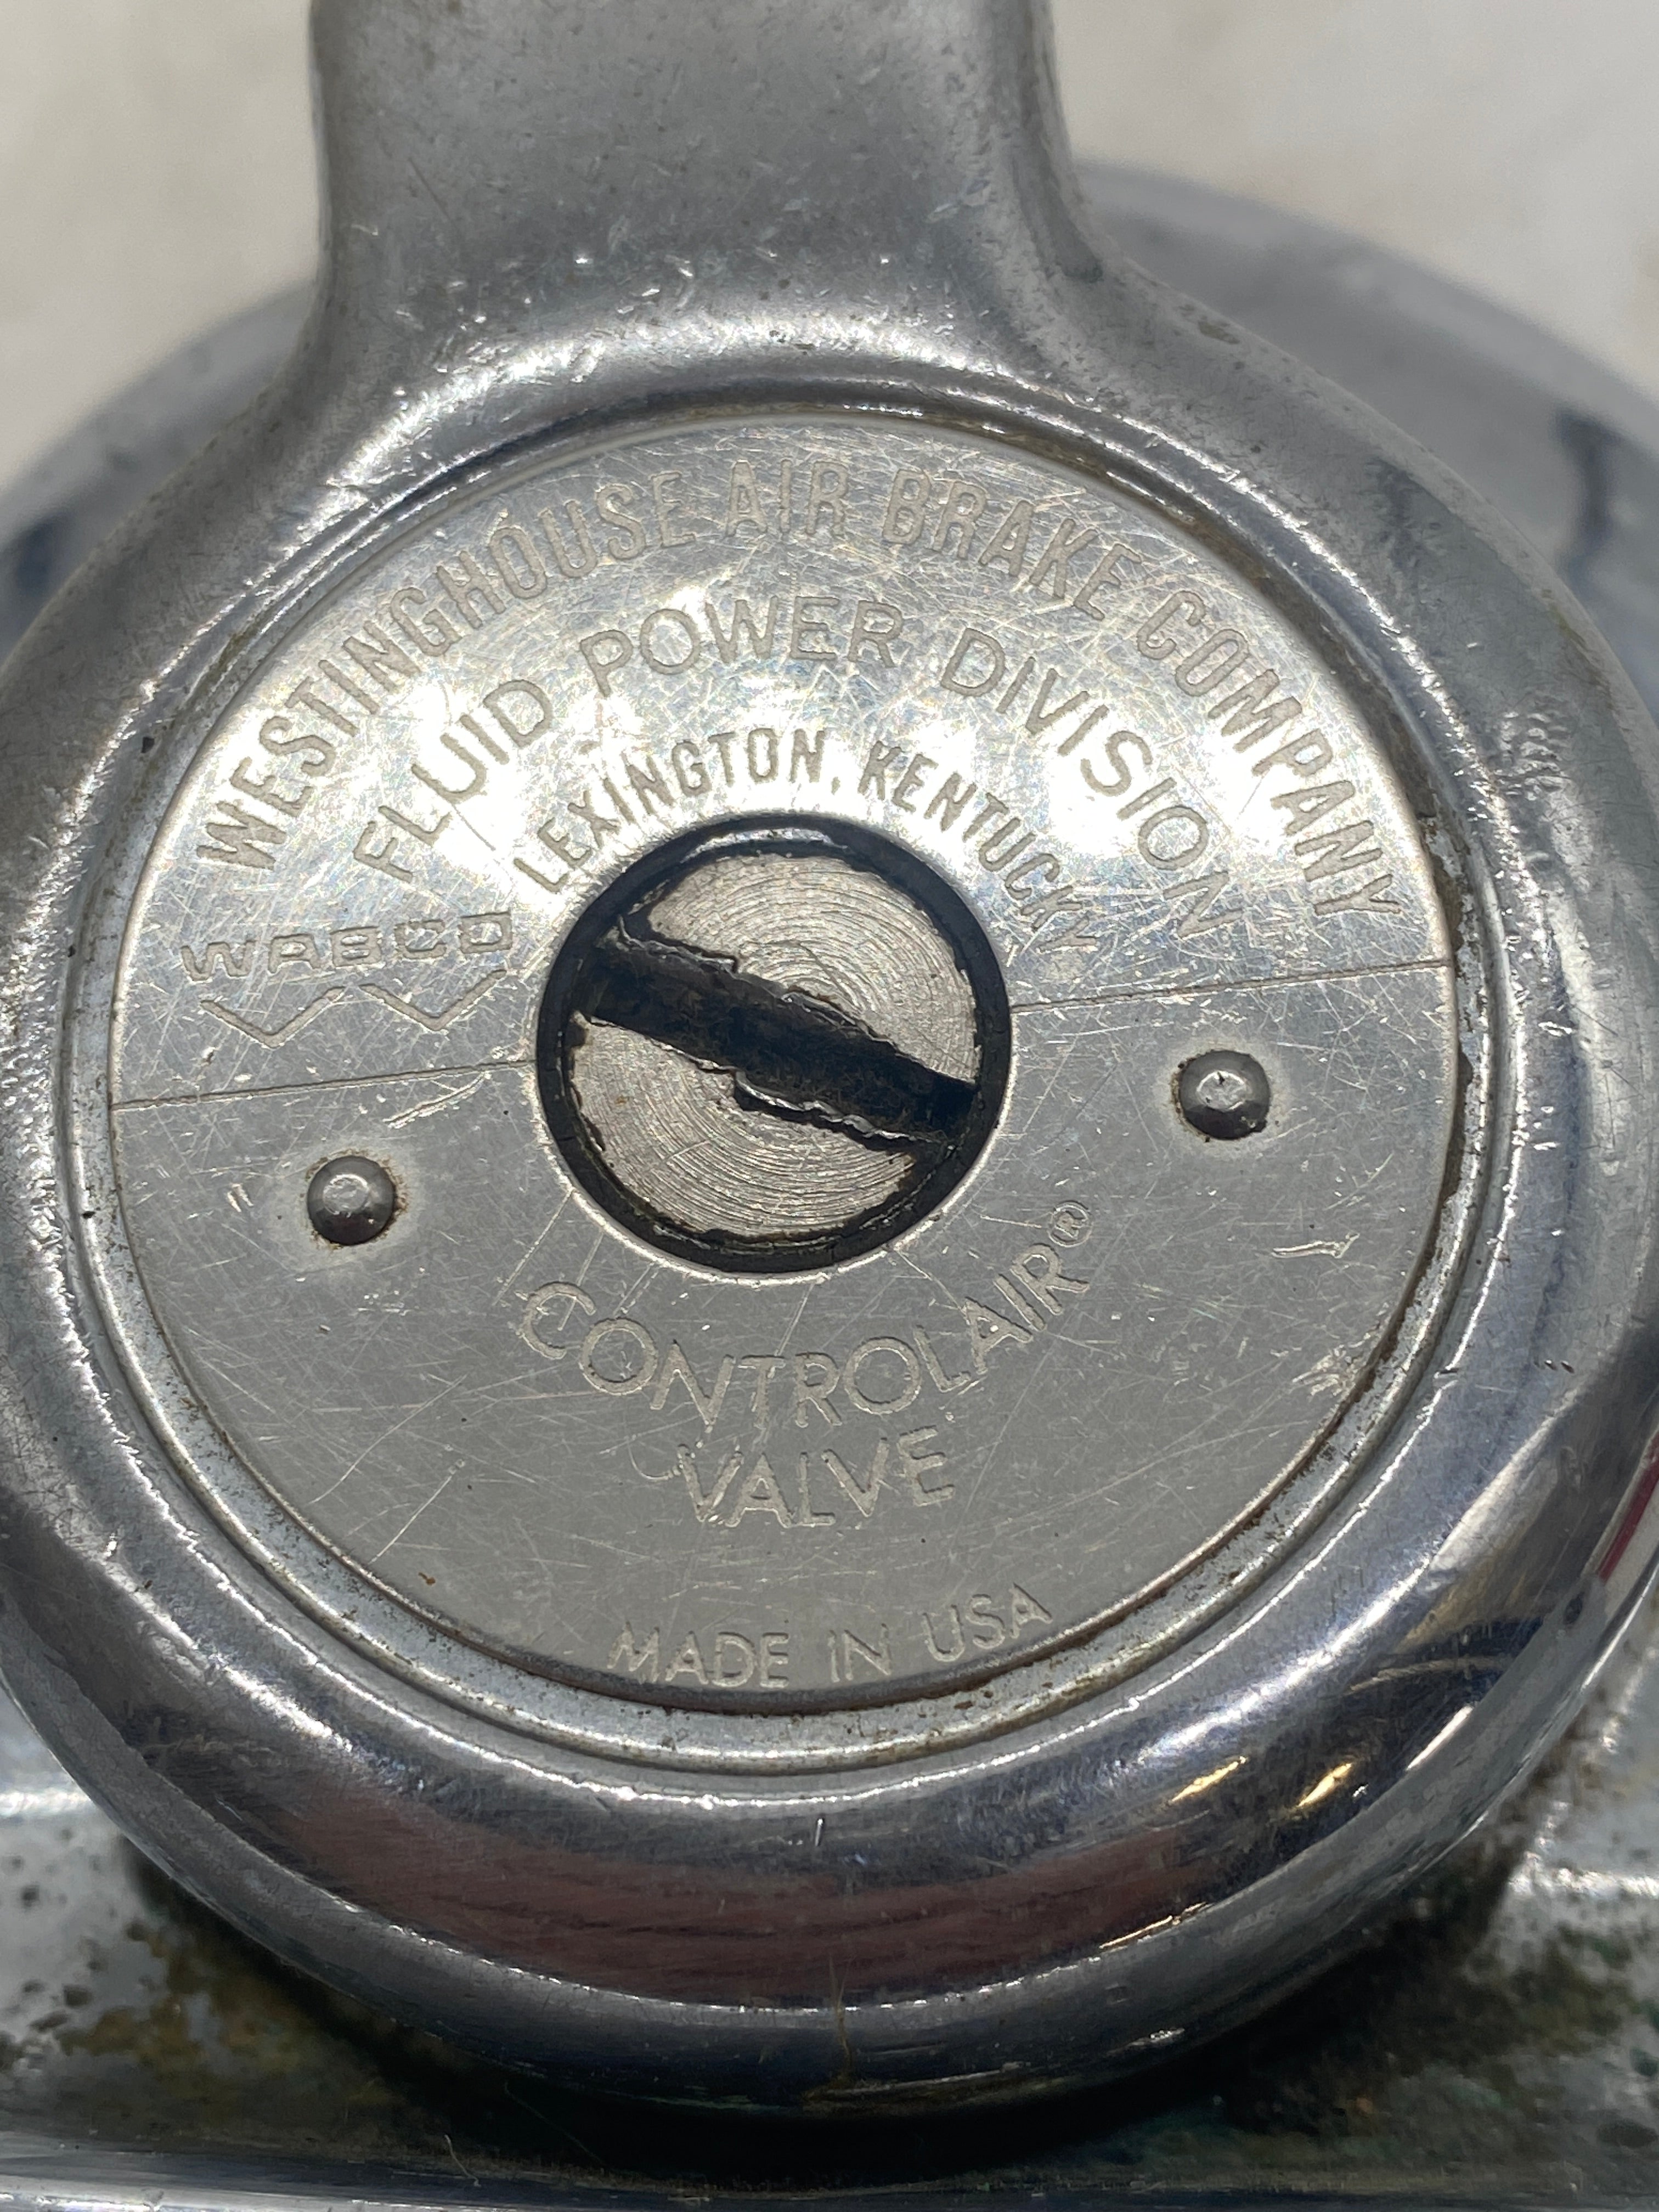 WESTINGHOUSE AIR BRAKE COMPANY
FLUID POWER DIVISION
LEXINGTON, KENTUCKY
WABCO
CONTROLAIR®
VALVE
MADE IN USA